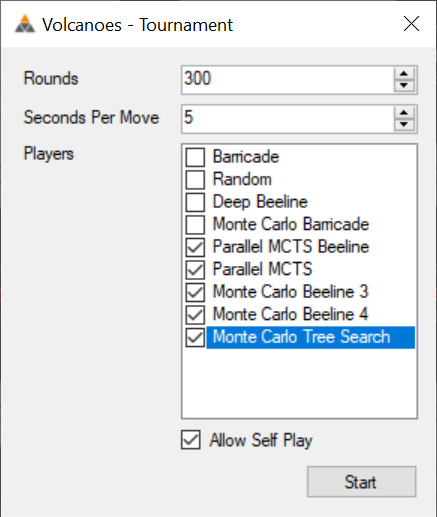 Volcanoes - Tournament
Rounds 300
Seconds Per Move 5
Players
Barricade
Random
Deep Beeline
Monte Carlo Barricade
Parallel MCTS Beeline
Parallel MCTS
Monte Carlo Beeline 3
Monte Carlo Beeline 4
Monte Carlo Tree Search
Allow Self Play
Start